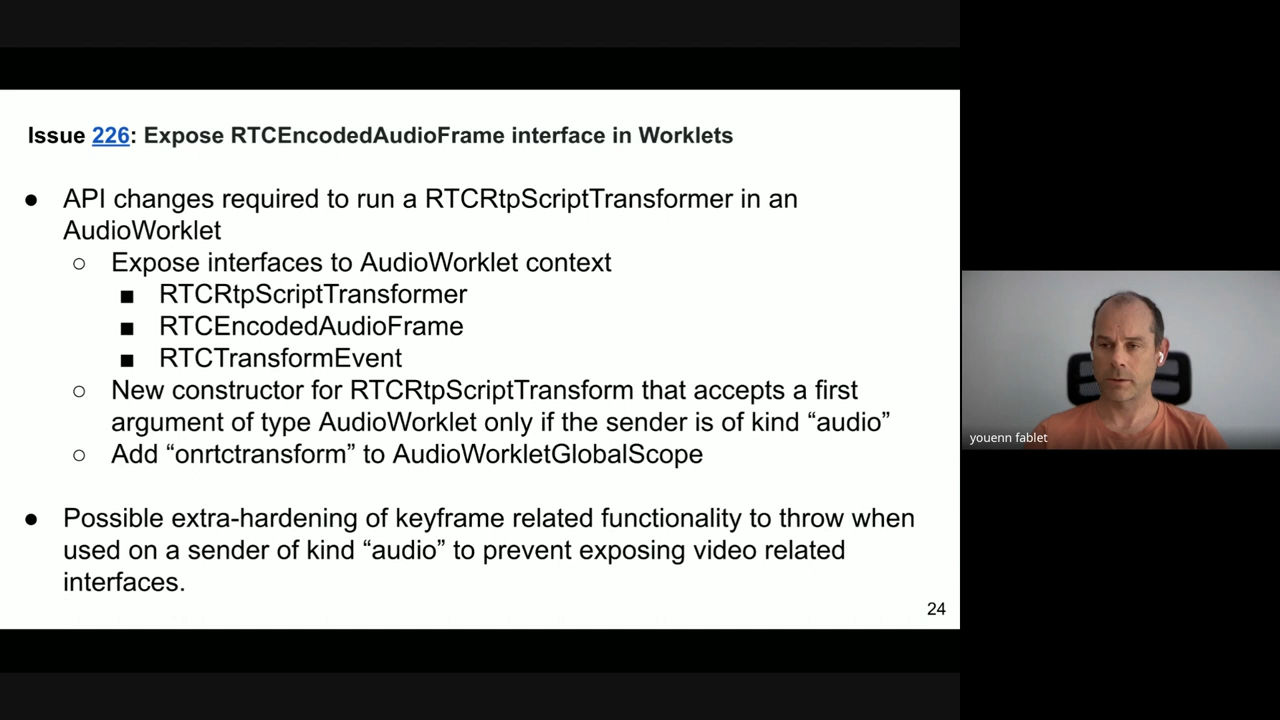 Issue 226: Expose RTCEncodedAudioFrame interface in Worklets
● API changes required to run a RTCRtpScriptTransformer in an
AudioWorklet
○ Expose interfaces to AudioWorklet context
■ RTCRtpScriptTransformer
■ RTCEncodedAudioFrame
■ RTCTransformEvent
○ New constructor for RTCRtpScriptTransform that accepts a first
argument of type AudioWorklet only if the sender is of kind “audio”
○ Add “onrtctransform” to AudioWorkletGlobalScope
● Possible extra-hardening of keyframe related functionality to throw when
used on a sender of kind “audio” to prevent exposing video related
interfaces.
24
youenn fablet